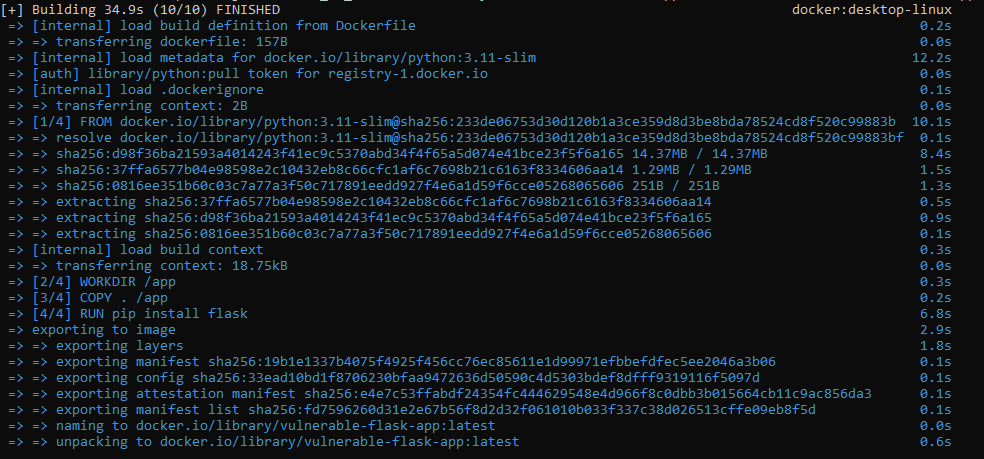 [+] Building 34.9s (10/10) FINISHED docker:desktop-linux
=> [internal] load build definition from Dockerfile 0.2s
=> => transferring dockerfile: 157B 0.0s
=> [internal] load metadata for docker.io/library/python:3.11-slim 12.2s
=> [auth] library/python:pull token for registry-1.docker.io 0.0s
=> [internal] load .dockerignore 0.1s
=> => transferring context: 2B 0.0s
=> [1/4] FROM docker.io/library/python:3.11-slim@sha256:233de06753d30d120b1a3ce359d8d3be8bda78524cd8f520c99883b 10.1s
=> => resolve docker.io/library/python:3.11-slim@sha256:233de06753d30d120b1a3ce359d8d3be8bda78524cd8f520c99883bf 0.1s
=> => sha256:d98f36ba21593a4014243f41ec9c5370abd34f4f65a5d074e41bce23f5f6a165 14.37MB / 14.37MB 8.4s
=> => sha256:37ffa6577b04e98598e2c10432eb8c66cfc1af6c7698b21c6163f8334606aa14 1.29MB / 1.29MB 1.5s
=> => sha256:0816ee351b60c03c7a77a3f50c717891eedd927f4e6a1d59f6cce05268065606 251B / 251B 1.3s
=> => extracting sha256:37ffa6577b04e98598e2c10432eb8c66cfc1af6c7698b21c6163f8334606aa14 0.5s
=> => extracting sha256:d98f36ba21593a4014243f41ec9c5370abd34f4f65a5d074e41bce23f5f6a165 0.9s
=> => extracting sha256:0816ee351b60c03c7a77a3f50c717891eedd927f4e6a1d59f6cce05268065606 0.1s
=> [internal] load build context 0.3s
=> => transferring context: 18.75kB 0.0s
=> [2/4] WORKDIR /app 0.3s
=> [3/4] COPY . /app 0.2s
=> [4/4] RUN pip install flask 6.8s
=> exporting to image 2.9s
=> => exporting layers 1.8s
=> => exporting manifest sha256:19b1e1337b4075f4925f456cc76ec85611e1d99971efbbefdfec5ee2046a3b06 0.1s
=> => exporting config sha256:33ead10bd1f8706230bfaa9472636d50590c4d5303bdef8dfff9319116f5097d 0.1s
=> => exporting attestation manifest sha256:e4e7c53ffabdf24354fc444629548e4d966f8c0dbb3b015664cb11c9ac856da3 0.1s
=> => exporting manifest list sha256:fd7596260d31e2e67b56f8d2d32f061010b033f337c38d026513cffe09eb8f5d 0.1s
=> => naming to docker.io/library/vulnerable-flask-app:latest 0.0s
=> => unpacking to docker.io/library/vulnerable-flask-app:latest 0.6s